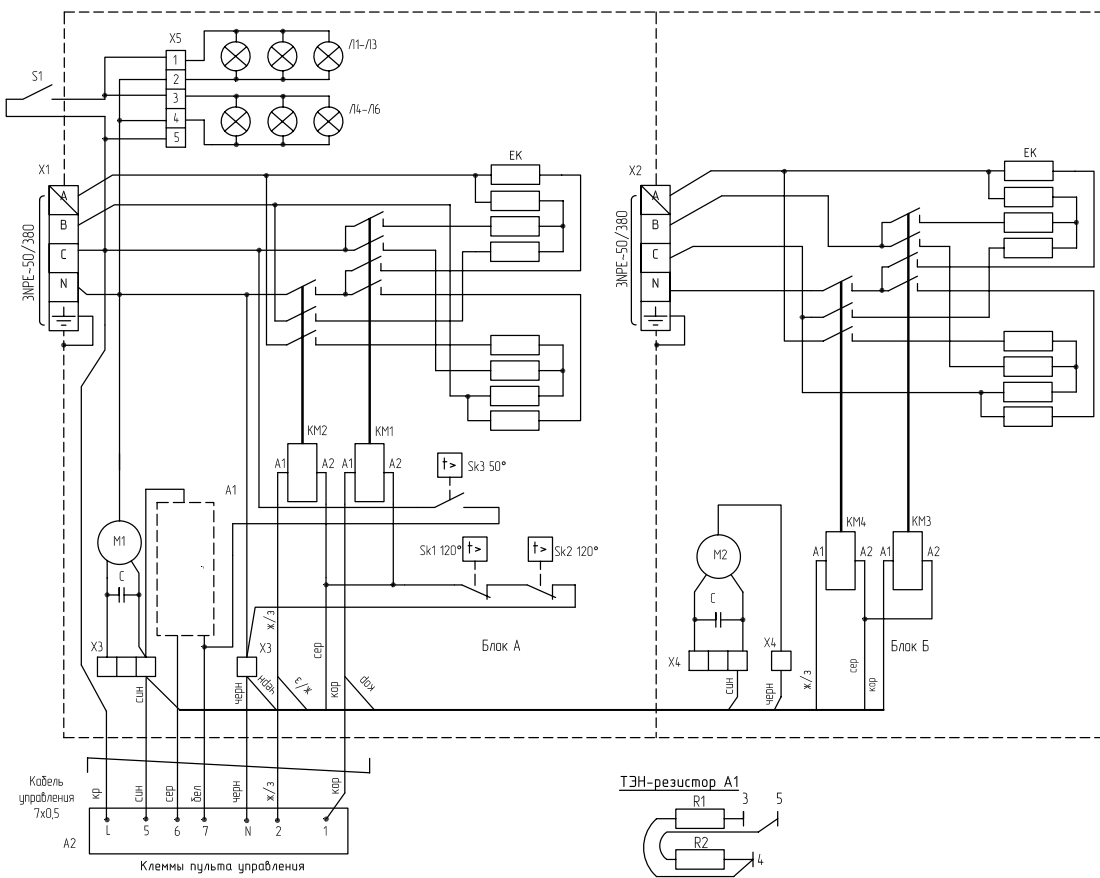 X5
1
2
3
4
5
Л1-Л3
Л4-Л6
S1
X1
A
B
C
N
3NPE~50/380
EK
X2
A
B
C
N
3NPE~50/380
EK
KM2
KM1
A1
A2
A1
A2
t>
Sk3 50°
A1
M1
C
Sk1 120°
t>
t>
Sk2 120°
KM4
KM3
A1
A2
A1
A2
M2
C
X3
X3
X4
X4
Блок А
Блок Б
син
черн
черн
ж/з
ж/з
сер
кор
кор
син
черн
ж/з
сер
кор
Кабель
управления
7х0,5
кр
син
сер
бел
черн
ж/з
кор
A2
L
5
6
7
N
2
1
Клеммы пульта управления
ТЭН-резистор А1
R1
3
5
R2
4